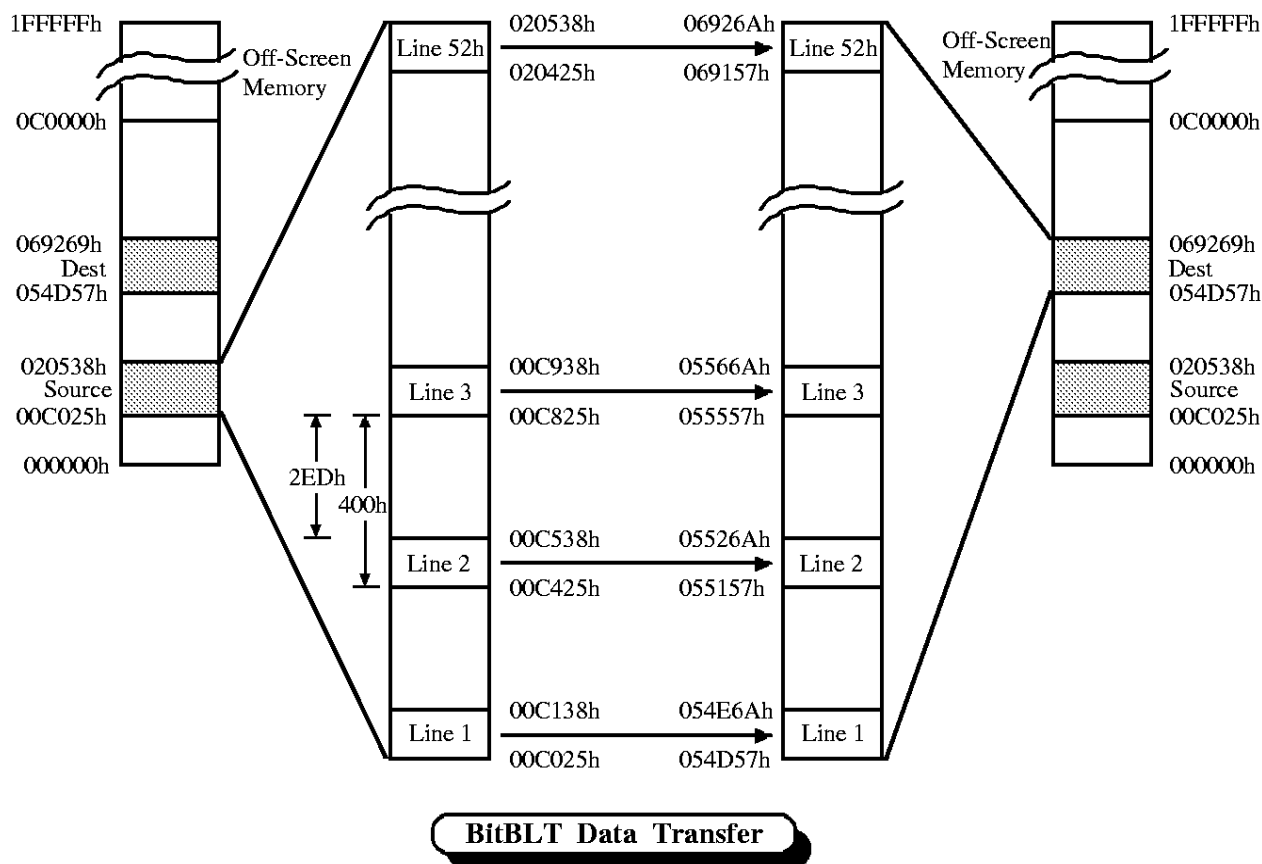 1FFFFFh
Off-Screen
Memory
0C0000h
069269h
Dest
054D57h
020538h
Source
00C025h
000000h
2EDh
400h
Line 52h
020538h 06926Ah
020425h 069157h
Line 52h
Line 3
00C938h 05566Ah
00C825h 055557h
Line 3
Line 2
00C538h 05526Ah
00C425h 055157h
Line 2
Line 1
00C138h 054E6Ah
00C025h 054D57h
Line 1
Off-Screen
Memory
1FFFFFh
0C0000h
069269h
Dest
054D57h
020538h
Source
00C025h
000000h
BitBLT Data Transfer